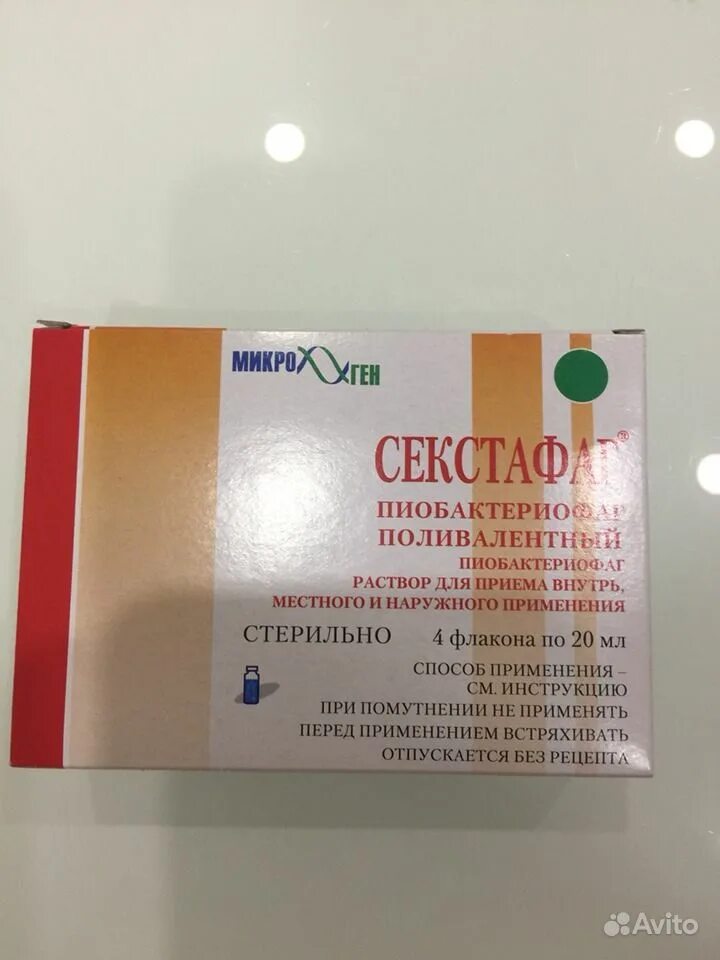 МИКРОГЕН
СЕКСТАФАГ®
ПИОБАКТЕРИОФАГ
ПОЛИВАЛЕНТНЫЙ
ПИОБАКТЕРИОФАГ
РАСТВОР ДЛЯ ПРИЕМА ВНУТРЬ,
МЕСТНОГО И НАРУЖНОГО ПРИМЕНЕНИЯ
СТЕРИЛЬНО 4 флакона по 20 мл
СПОСОБ ПРИМЕНЕНИЯ –
СМ. ИНСТРУКЦИЮ
ПРИ ПОМУТНЕНИИ НЕ ПРИМЕНЯТЬ
ПЕРЕД ПРИМЕНЕНИЕМ ВСТРЯХИВАТЬ
ОТПУСКАЕТСЯ БЕЗ РЕЦЕПТА
Avito